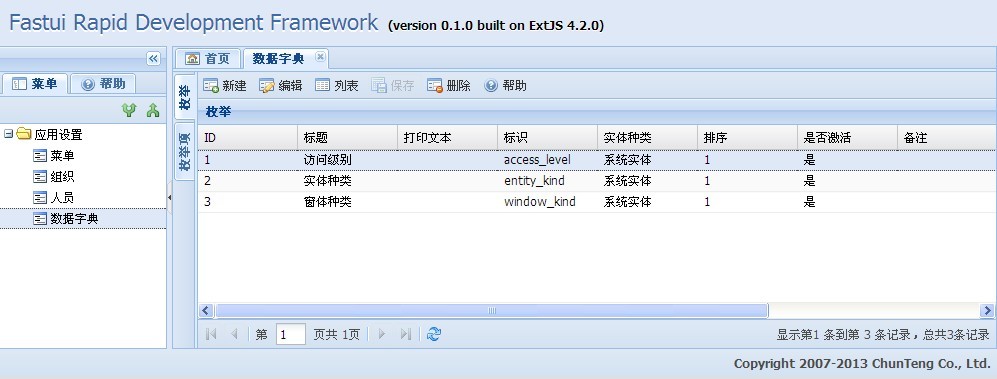 Fastui Rapid Development Framework (version 0.1.0 built on ExtJS 4.2.0)
菜单 帮助
应用设置
菜单
组织
人员
数据字典
首页 数据字典
枚举
枚举项
新建 编辑 列表 保存 删除 帮助
枚举
ID 标题 打印文本 标识 实体种类 排序 是否激活 备注
1 访问级别 access_level 系统实体 1 是
2 实体种类 entity_kind 系统实体 1 是
3 窗体种类 window_kind 系统实体 1 是
第 1 页共 1页 显示第1 条到第 3 条记录，总共3条记录
Copyright 2007-2013 ChunTeng Co., Ltd.